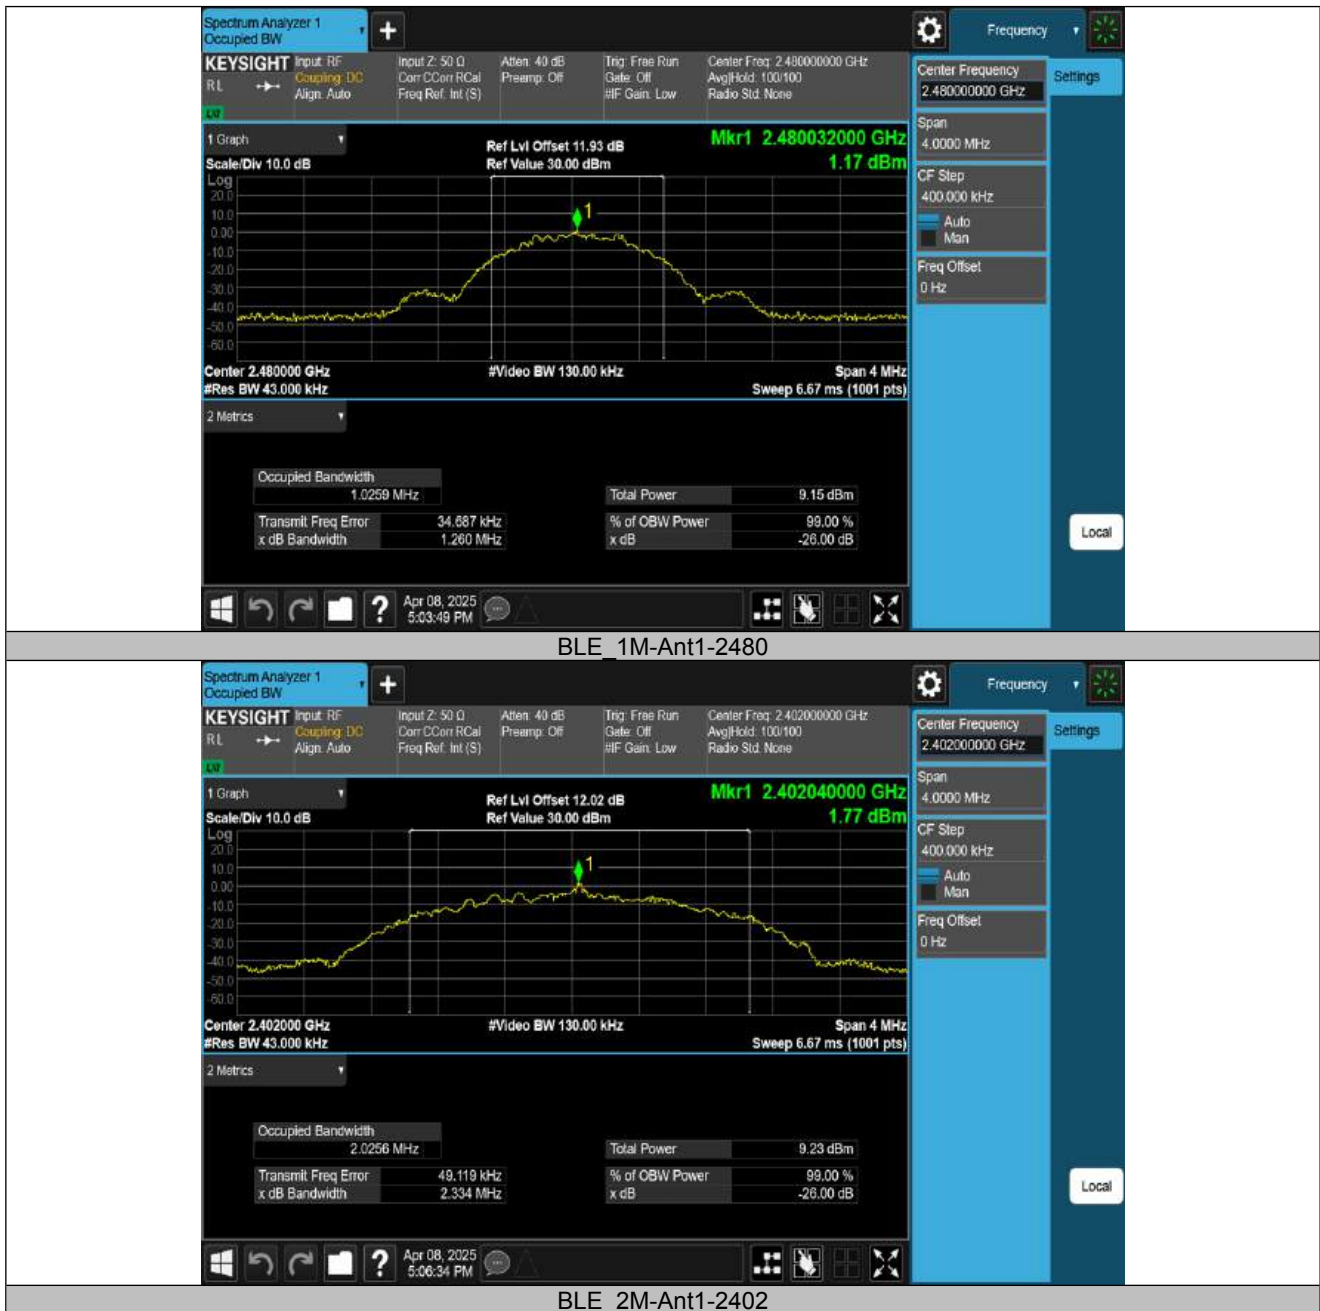 Spectrum Analyzer 1
Occupied BW
+
Frequency
KEYSIGHT
RL
LXI
Input: RF
Coupling: DC
Align: Auto
Input Z: 50 Ω
Corr CCorr RCal
Freq Ref: Int (S)
Atten: 40 dB
Preamp: Off
Trig: Free Run
Gate: Off
#IF Gain: Low
Center Freq: 2.480000000 GHz
Avg|Hold: 100/100
Radio Std: None
Center Frequency
2.480000000 GHz
Settings
Span
4.0000 MHz
CF Step
400.000 kHz
Auto
Man
Freq Offset
0 Hz
Local
1 Graph
Scale/Div 10.0 dB
Ref Lvl Offset 11.93 dB
Ref Value 30.00 dBm
Mkr1 2.480032000 GHz
1.17 dBm
Log
20.0
10.0
0.00
-10.0
-20.0
-30.0
-40.0
-50.0
-60.0
1
Center 2.480000 GHz
#Video BW 130.00 kHz
Span 4 MHz
#Res BW 43.000 kHz
Sweep 6.67 ms (1001 pts)
2 Metrics
Occupied Bandwidth
1.0259 MHz
Total Power 9.15 dBm
Transmit Freq Error 34.687 kHz
% of OBW Power 99.00 %
x dB Bandwidth 1.260 MHz
x dB -26.00 dB
?
Apr 08, 2025
5:03:49 PM
BLE_1M-Ant1-2480
Spectrum Analyzer 1
Occupied BW
+
Frequency
KEYSIGHT
RL
LXI
Input: RF
Coupling: DC
Align: Auto
Input Z: 50 Ω
Corr CCorr RCal
Freq Ref: Int (S)
Atten: 40 dB
Preamp: Off
Trig: Free Run
Gate: Off
#IF Gain: Low
Center Freq: 2.402000000 GHz
Avg|Hold: 100/100
Radio Std: None
Center Frequency
2.402000000 GHz
Settings
Span
4.0000 MHz
CF Step
400.000 kHz
Auto
Man
Freq Offset
0 Hz
Local
1 Graph
Scale/Div 10.0 dB
Ref Lvl Offset 12.02 dB
Ref Value 30.00 dBm
Mkr1 2.402040000 GHz
1.77 dBm
Log
20.0
10.0
0.00
-10.0
-20.0
-30.0
-40.0
-50.0
-60.0
1
Center 2.402000 GHz
#Video BW 130.00 kHz
Span 4 MHz
#Res BW 43.000 kHz
Sweep 6.67 ms (1001 pts)
2 Metrics
Occupied Bandwidth
2.0256 MHz
Total Power 9.23 dBm
Transmit Freq Error 49.119 kHz
% of OBW Power 99.00 %
x dB Bandwidth 2.334 MHz
x dB -26.00 dB
?
Apr 08, 2025
5:06:34 PM
BLE_2M-Ant1-2402